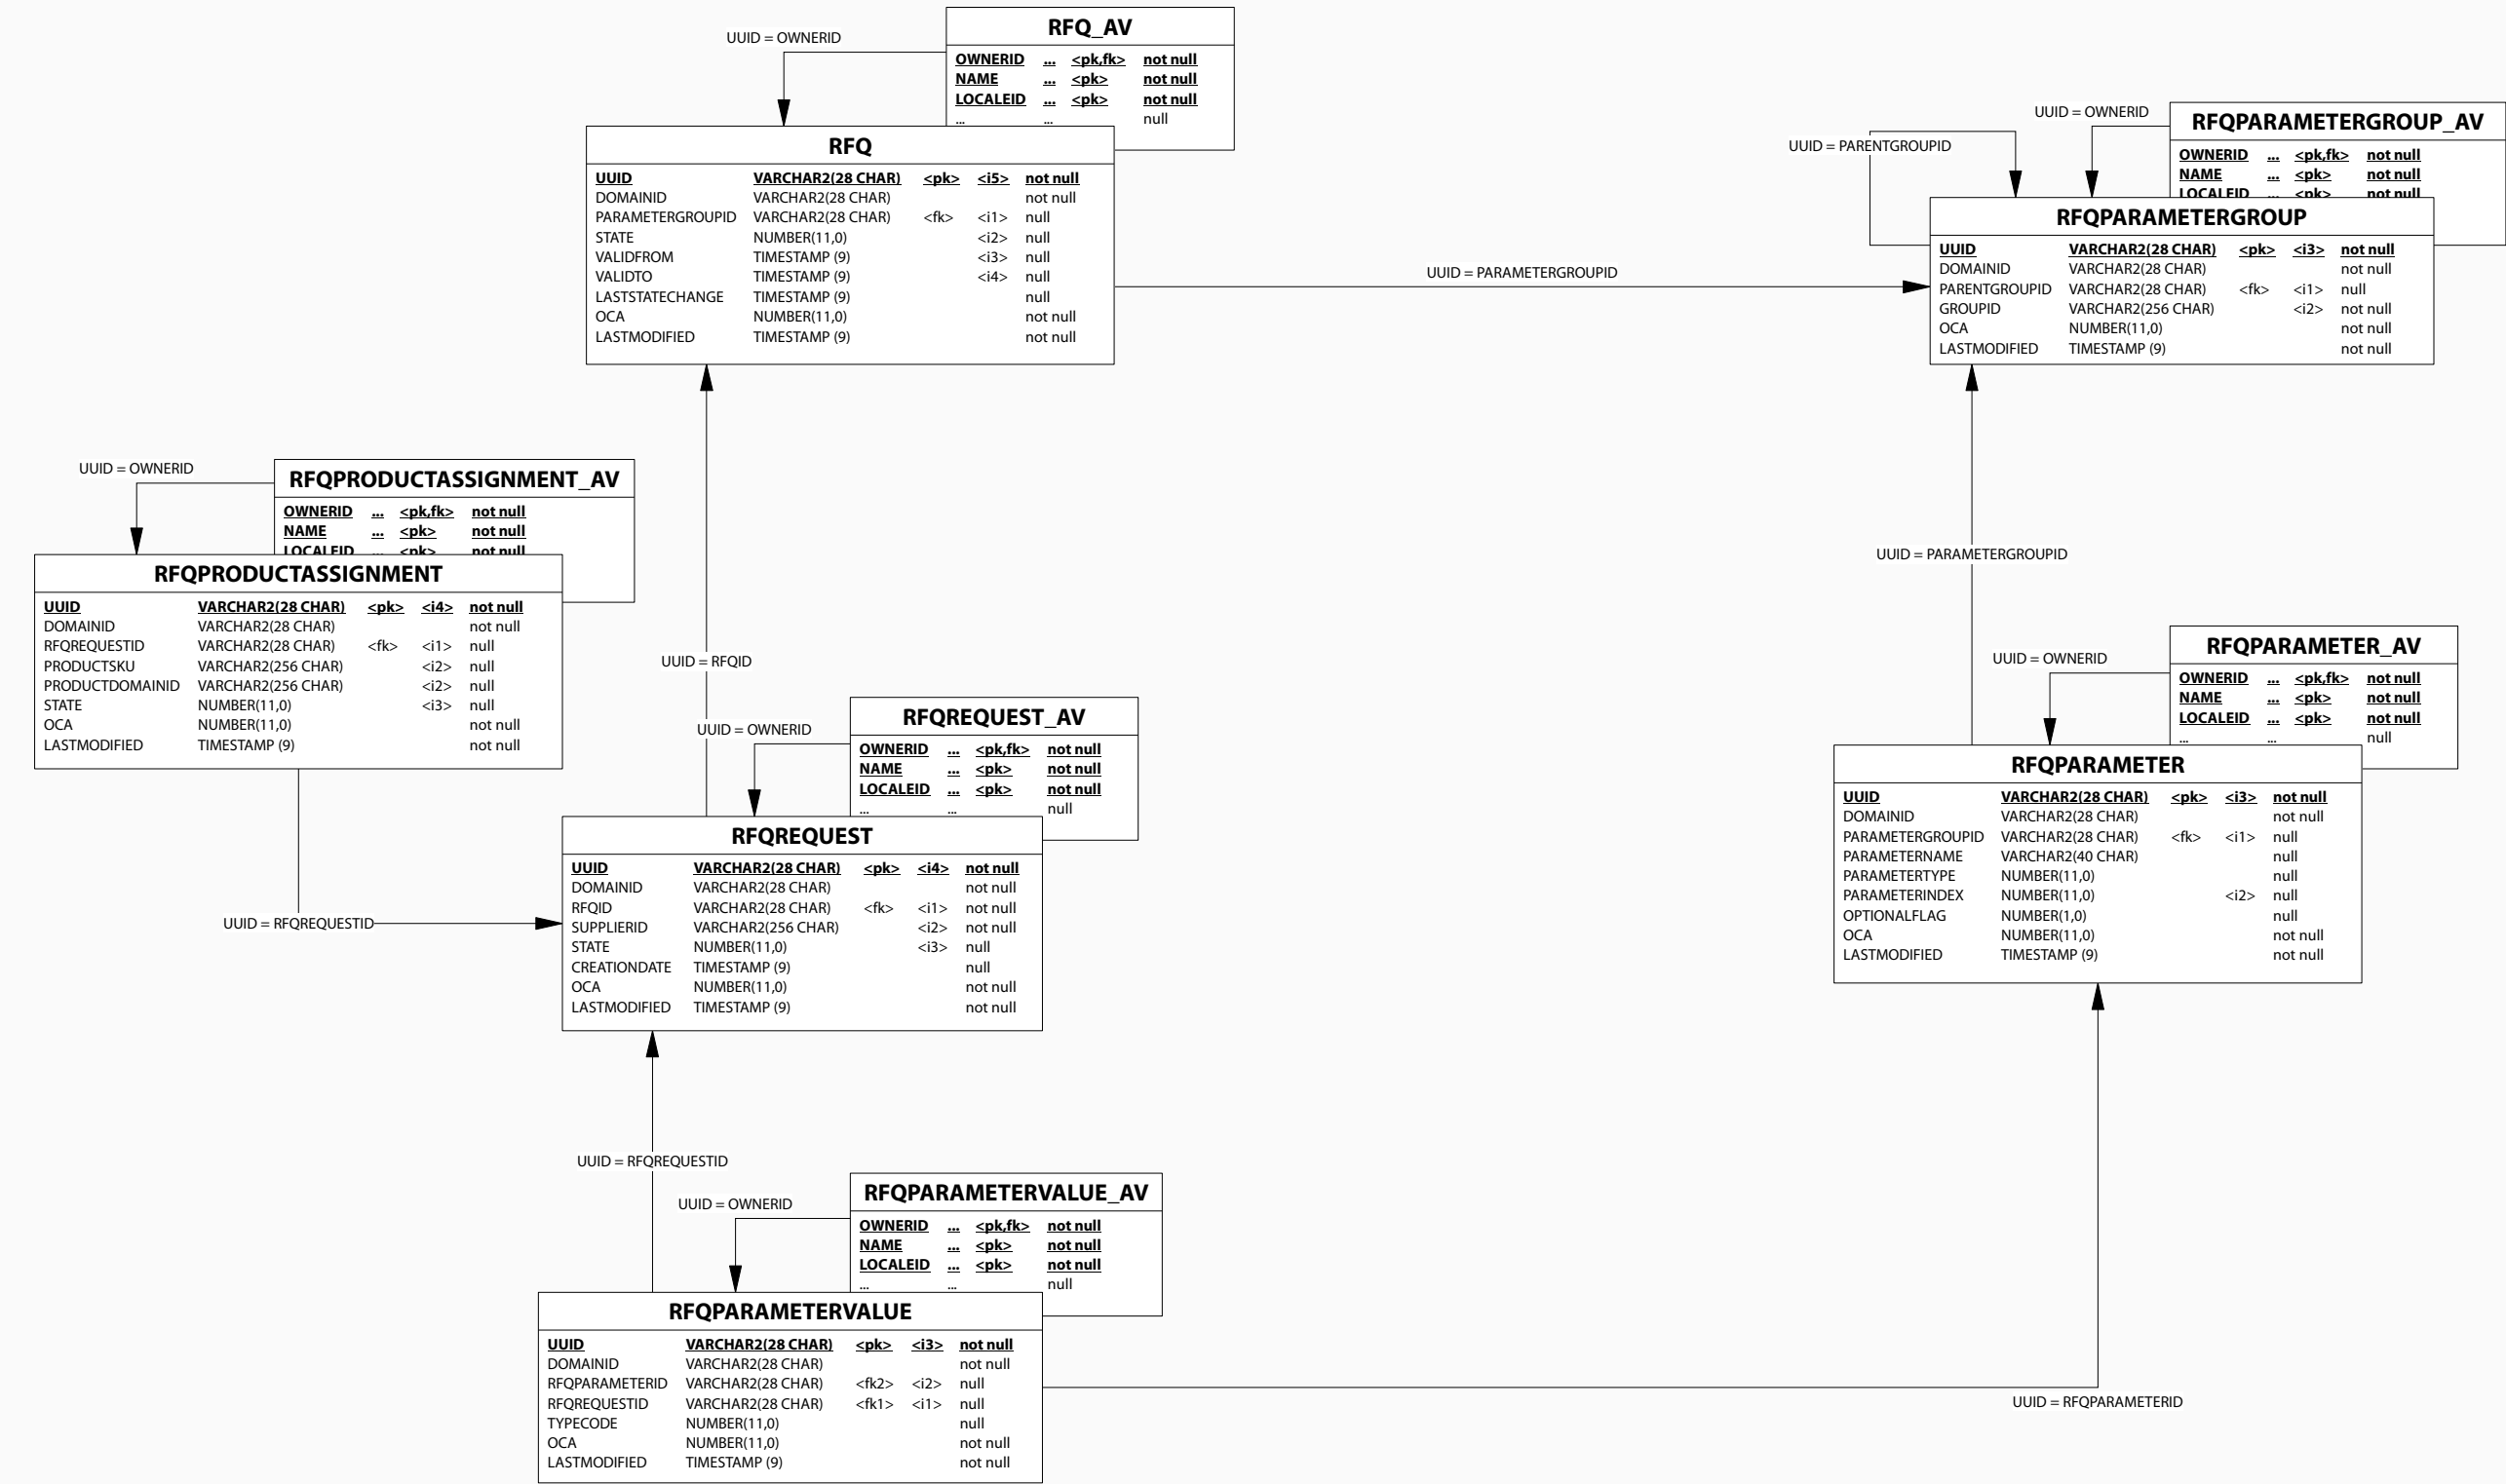 UUID = OWNERID
RFQ_AV
OWNERID ... <pk,fk> not null
NAME ... <pk> not null
LOCALEID ... <pk> not null
... ... null
RFQ
UUID VARCHAR2(28 CHAR) <pk> <i5> not null
DOMAINID VARCHAR2(28 CHAR) not null
PARAMETERGROUPID VARCHAR2(28 CHAR) <fk> <i1> null
STATE NUMBER(11,0) <i2> null
VALIDFROM TIMESTAMP (9) <i3> null
VALIDTO TIMESTAMP (9) <i4> null
LASTSTATECHANGE TIMESTAMP (9) null
OCA NUMBER(11,0) not null
LASTMODIFIED TIMESTAMP (9) not null
UUID = PARAMETERGROUPID
UUID = OWNERID
UUID = PARENTGROUPID
RFQPARAMETERGROUP_AV
OWNERID ... <pk,fk> not null
NAME ... <pk> not null
LOCALEID ... <pk> not null
RFQPARAMETERGROUP
UUID VARCHAR2(28 CHAR) <pk> <i3> not null
DOMAINID VARCHAR2(28 CHAR) not null
PARENTGROUPID VARCHAR2(28 CHAR) <fk> <i1> null
GROUPID VARCHAR2(256 CHAR) <i2> not null
OCA NUMBER(11,0) not null
LASTMODIFIED TIMESTAMP (9) not null
UUID = OWNERID
RFQPRODUCTASSIGNMENT_AV
OWNERID ... <pk,fk> not null
NAME ... <pk> not null
LOCALEID ... <pk> not null
RFQPRODUCTASSIGNMENT
UUID VARCHAR2(28 CHAR) <pk> <i4> not null
DOMAINID VARCHAR2(28 CHAR) not null
RFQREQUESTID VARCHAR2(28 CHAR) <fk> <i1> null
PRODUCTSKU VARCHAR2(256 CHAR) <i2> null
PRODUCTDOMAINID VARCHAR2(256 CHAR) <i2> null
STATE NUMBER(11,0) <i3> null
OCA NUMBER(11,0) not null
LASTMODIFIED TIMESTAMP (9) not null
UUID = RFQREQUESTID
UUID = RFQID
UUID = OWNERID
RFQREQUEST_AV
OWNERID ... <pk,fk> not null
NAME ... <pk> not null
LOCALEID ... <pk> not null
... ... null
RFQREQUEST
UUID VARCHAR2(28 CHAR) <pk> <i4> not null
DOMAINID VARCHAR2(28 CHAR) not null
RFQID VARCHAR2(28 CHAR) <fk> <i1> not null
SUPPLIERID VARCHAR2(256 CHAR) <i2> not null
STATE NUMBER(11,0) <i3> null
CREATIONDATE TIMESTAMP (9) null
OCA NUMBER(11,0) not null
LASTMODIFIED TIMESTAMP (9) not null
UUID = PARAMETERGROUPID
UUID = OWNERID
RFQPARAMETER_AV
OWNERID ... <pk,fk> not null
NAME ... <pk> not null
LOCALEID ... <pk> not null
... ... null
RFQPARAMETER
UUID VARCHAR2(28 CHAR) <pk> <i3> not null
DOMAINID VARCHAR2(28 CHAR) not null
PARAMETERGROUPID VARCHAR2(28 CHAR) <fk> <i1> null
PARAMETERNAME VARCHAR2(40 CHAR) null
PARAMETERTYPE NUMBER(11,0) null
PARAMETERINDEX NUMBER(11,0) <i2> null
OPTIONALFLAG NUMBER(1,0) null
OCA NUMBER(11,0) not null
LASTMODIFIED TIMESTAMP (9) not null
UUID = RFQREQUESTID
UUID = OWNERID
RFQPARAMETERVALUE_AV
OWNERID ... <pk,fk> not null
NAME ... <pk> not null
LOCALEID ... <pk> not null
... ... null
RFQPARAMETERVALUE
UUID VARCHAR2(28 CHAR) <pk> <i3> not null
DOMAINID VARCHAR2(28 CHAR) not null
RFQPARAMETERID VARCHAR2(28 CHAR) <fk2> <i2> null
RFQREQUESTID VARCHAR2(28 CHAR) <fk1> <i1> null
TYPECODE NUMBER(11,0) null
OCA NUMBER(11,0) not null
LASTMODIFIED TIMESTAMP (9) not null
UUID = RFQPARAMETERID